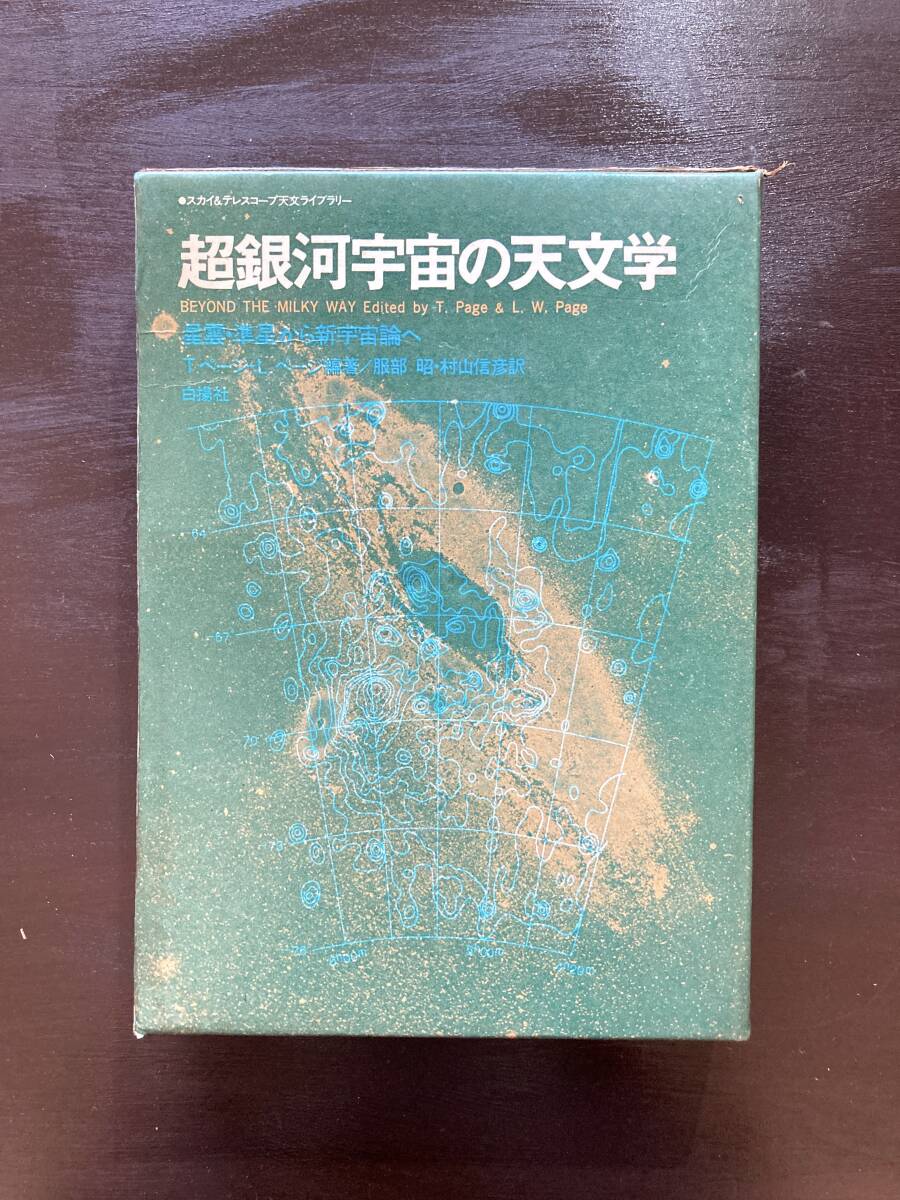 ●スカイ&テレスコープ天文ライブラリー
超銀河宇宙の天文学
BEYOND THE MILKY WAY Edited by T. Page & L. W. Page
星雲・準星から新宇宙論へ
T.ページ・L.ページ編著/服部 昭・村山信彦訳
白揚社